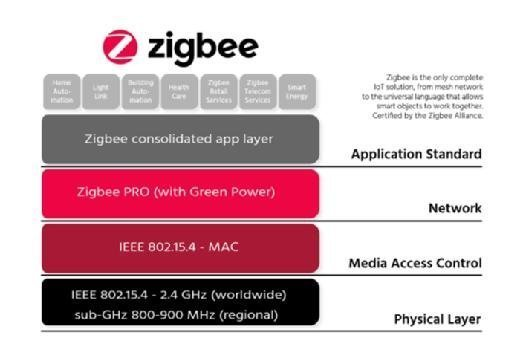 zigbee
Home
Auto-
mation
Light
Link
Building
Auto-
mation
Health
Care
Zigbee
Retail
Services
Zigbee
Telecom
Services
Smart
Energy
Zigbee is the only complete
IoT solution, from mesh network
to the universal language that allows
smart objects to work together.
Certified by the Zigbee Alliance.
Zigbee consolidated app layer
Application Standard
Zigbee PRO (with Green Power)
Network
IEEE 802.15.4 - MAC
Media Access Control
IEEE 802.15.4 - 2.4 GHz (worldwide)
sub-GHz 800-900 MHz (regional)
Physical Layer